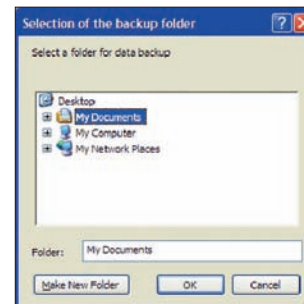 Selection of the backup folder
Select a folder for data backup
Desktop
My Documents
My Computer
My Network Places
Folder: My Documents
Make New Folder OK Cancel